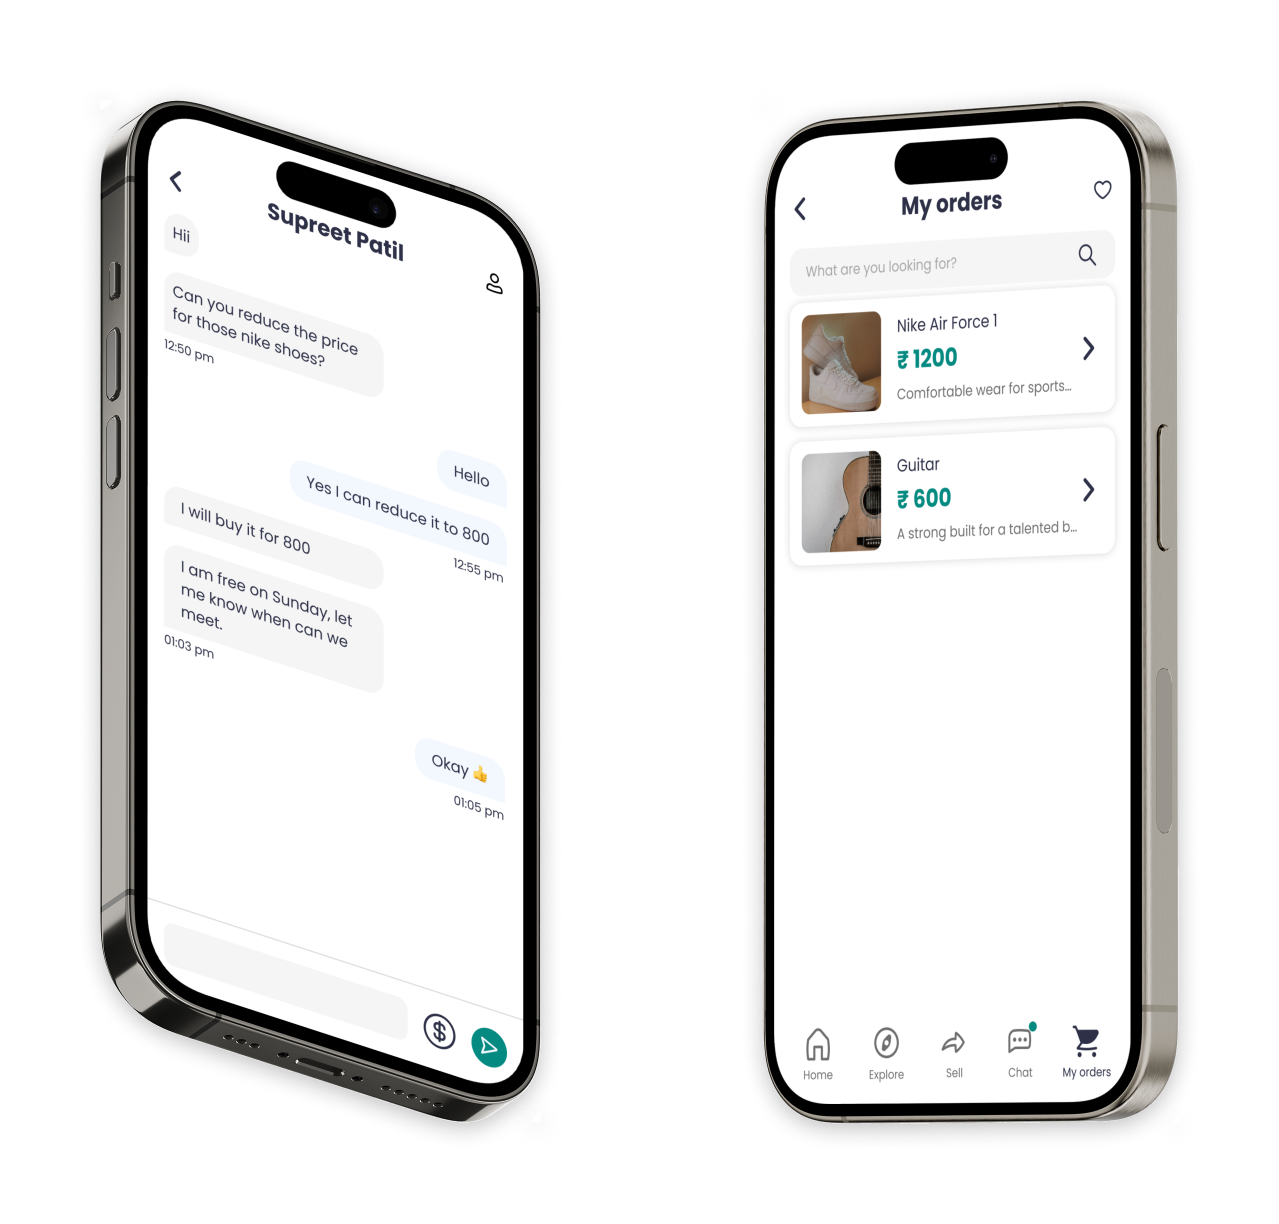 Supreet Patil
Hii
Can you reduce the price
for those nike shoes?
12:50 pm
Hello
Yes I can reduce it to 800
12:55 pm
I will buy it for 800
I am free on Sunday, let
me know when can we
meet.
01:03 pm
Okay 👍
01:05 pm
$
My orders
What are you looking for?
Nike Air Force 1
₹ 1200
Comfortable wear for sports...
Guitar
₹ 600
A strong built for a talented b...
Home
Explore
Sell
Chat
My orders